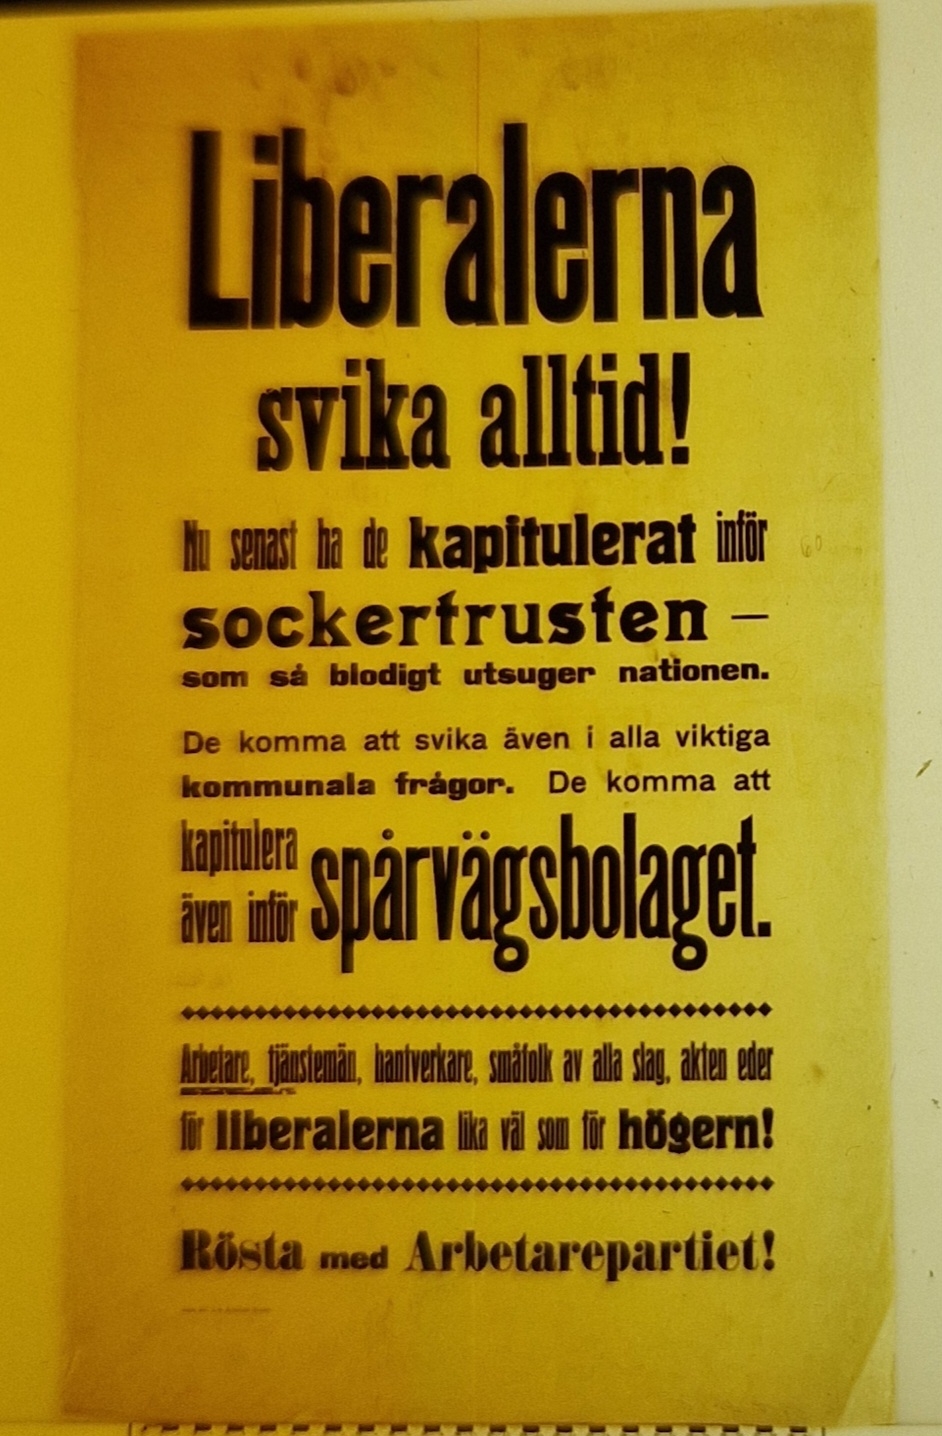 Liberalerna
svika alltid!
Nu senast ha de kapitulerat inför
sockertrusten —
som så blodigt utsuger nationen.
De komma att svika även i alla viktiga
kommunala frågor. De komma att
kapitulera
även inför spårvägsbolaget.
Arbetare, tjänstemän, hantverkare, småfolk av alla slag, akten eder
för liberalerna lika väl som för högern!
Rösta med Arbetarepartiet!
60